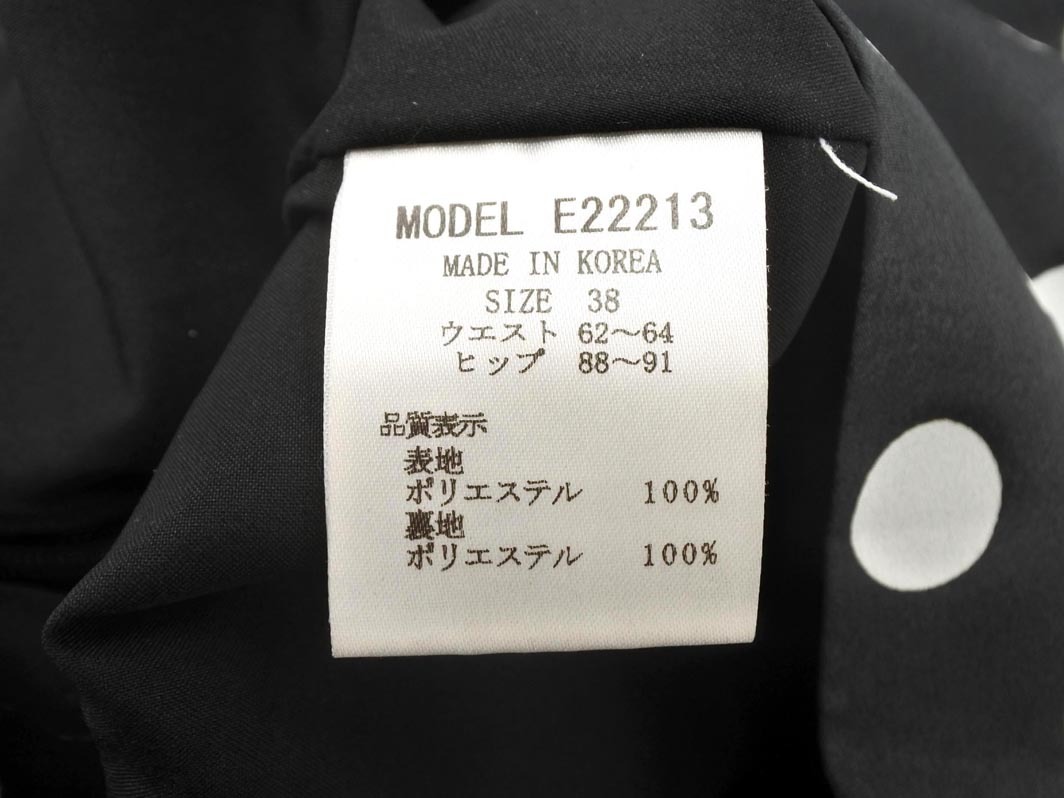 MODEL E22213
MADE IN KOREA
SIZE 38
ウエスト 62～64
ヒップ 88～91
品質表示
表地
ポリエステル 100%
裏地
ポリエステル 100%